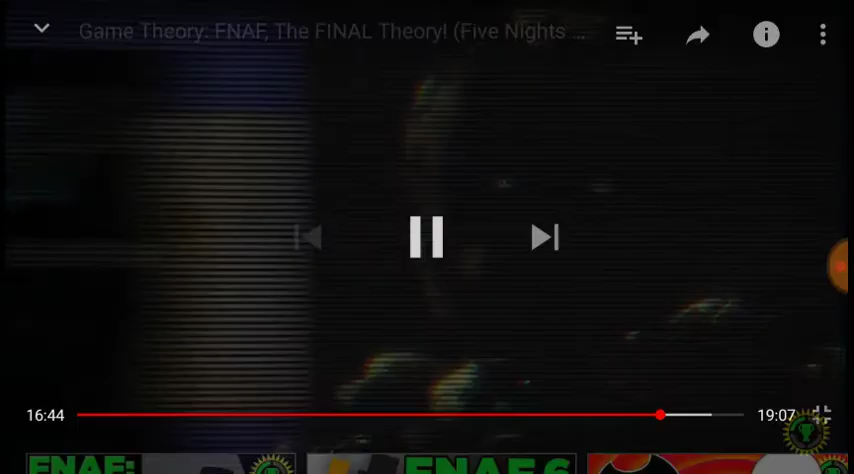 Game Theory: FNAF, The FINAL Theory! (Five Nights ...
16:44
19:07
FNAF:
FNAF 6